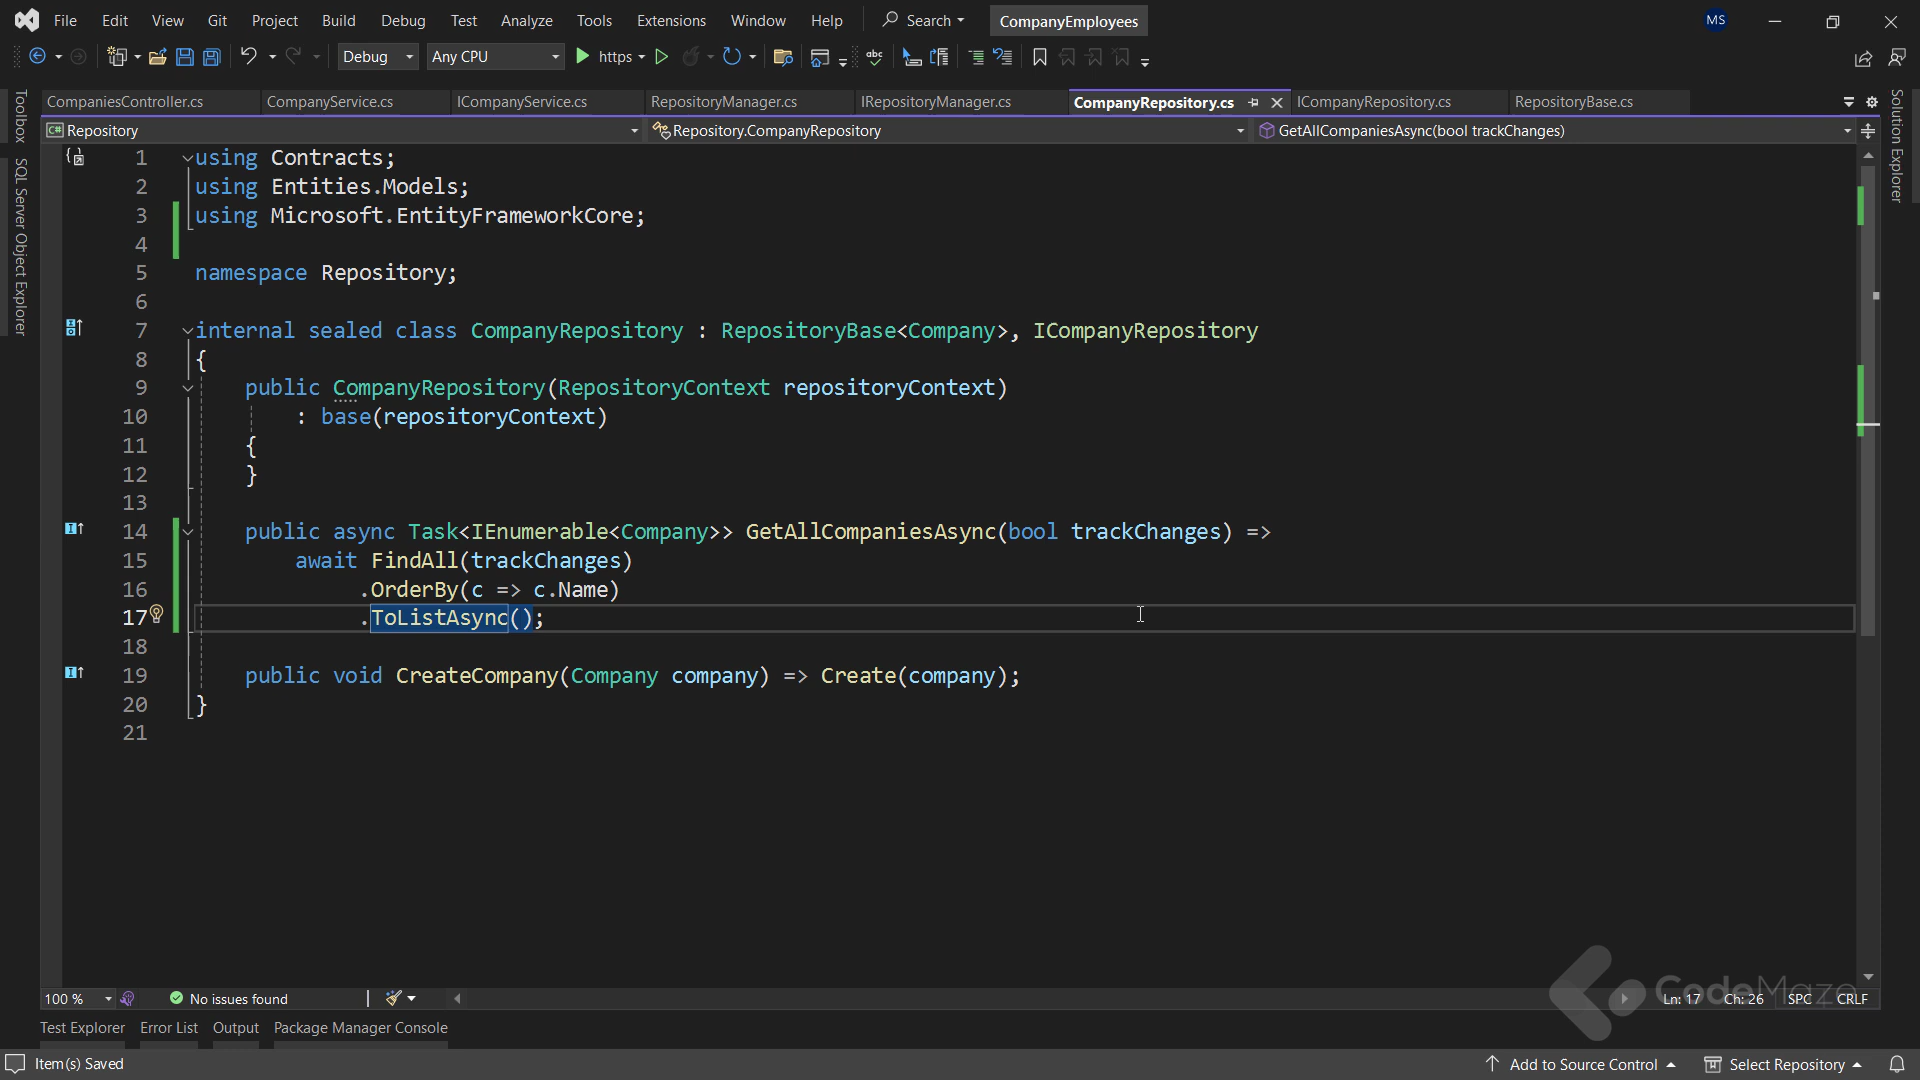 File Edit View Git Project Build Debug Test Analyze Tools Extensions Window Help Search CompanyEmployees MS
Debug Any CPU https abc
CompaniesController.cs CompanyService.cs ICompanyService.cs RepositoryManager.cs IRepositoryManager.cs CompanyRepository.cs ICompanyRepository.cs RepositoryBase.cs
C# Repository Repository.CompanyRepository GetAllCompaniesAsync(bool trackChanges)
Toolbox
SQL Server Object Explorer
Solution Explorer
1 using Contracts;
2 using Entities.Models;
3 using Microsoft.EntityFrameworkCore;
4
5 namespace Repository;
6
7 internal sealed class CompanyRepository : RepositoryBase<Company>, ICompanyRepository
8 {
9 public CompanyRepository(RepositoryContext repositoryContext)
10 : base(repositoryContext)
11 {
12 }
13
14 public async Task<IEnumerable<Company>> GetAllCompaniesAsync(bool trackChanges) =>
15 await FindAll(trackChanges)
16 .OrderBy(c => c.Name)
17 .ToListAsync();
18
19 public void CreateCompany(Company company) => Create(company);
20 }
21
CodeMaze
100 % No issues found Ln: 17 Ch: 26 SPC CRLF
Test Explorer Error List Output Package Manager Console
Item(s) Saved Add to Source Control Select Repository